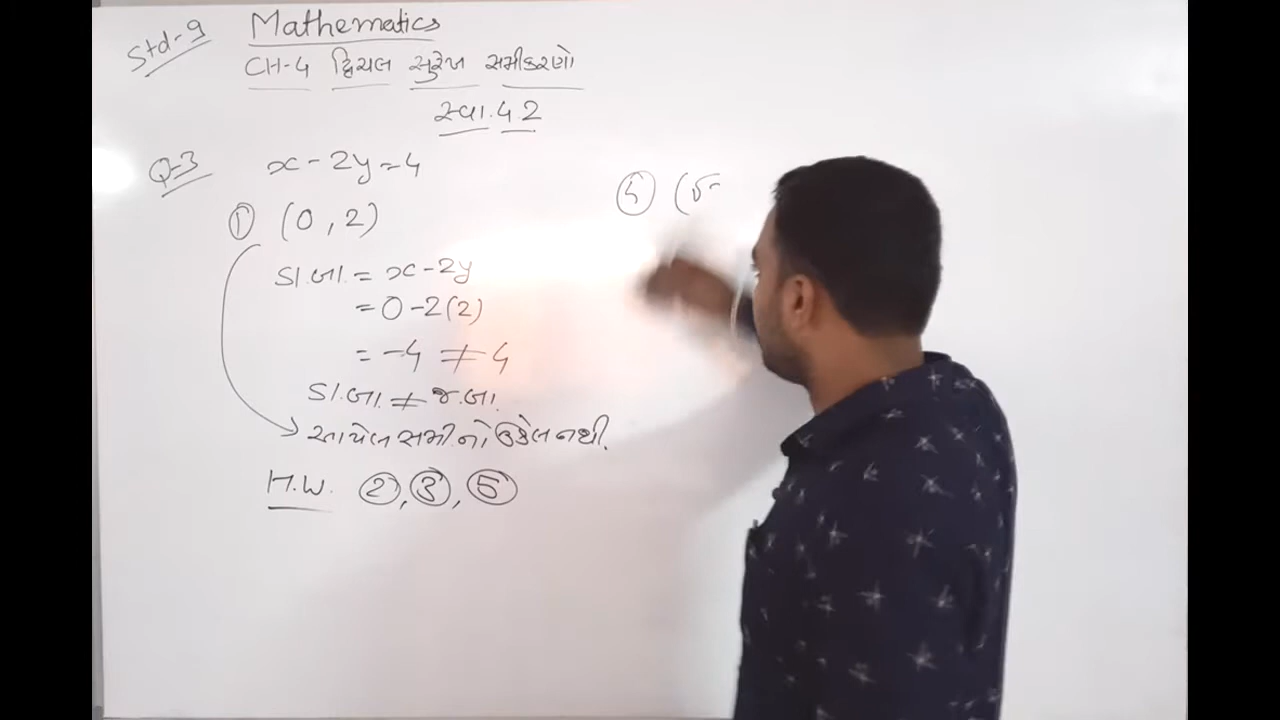 Std-9
Mathematics
CH-4 દ્વિચલ સુરેખ સમીકરણો
સ્વા. 4.2
Q-3 x - 2y = 4
① (0, 2)
ડા.બા. = x - 2y
= 0 - 2(2)
= -4 ≠ 4
ડા.બા. ≠ જ.બા.
→ આપેલ સમી.નો ઉકેલ નથી.
H.W. ②, ③, ⑤
④ (√